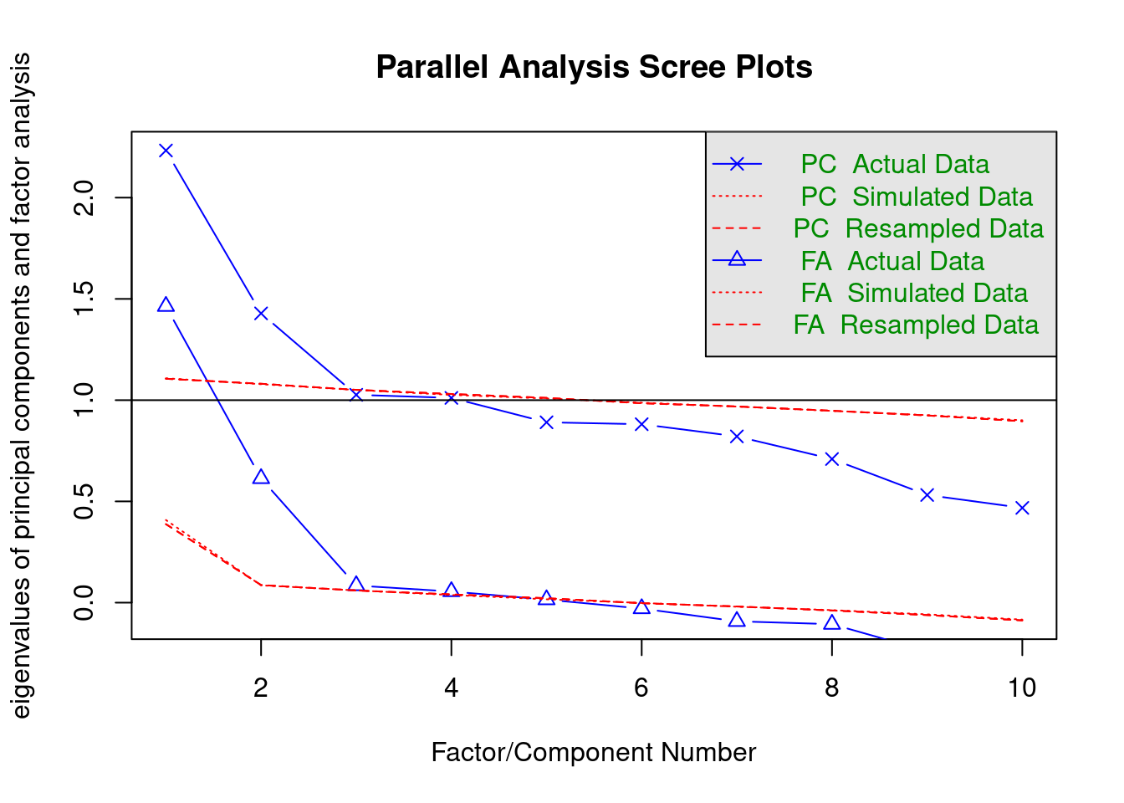 Parallel Analysis Scree Plots
eigenvalues of principal components and factor analysis
2.0
1.5
1.0
0.5
0.0
PC Actual Data
PC Simulated Data
PC Resampled Data
FA Actual Data
FA Simulated Data
FA Resampled Data
2 4 6 8 10
Factor/Component Number